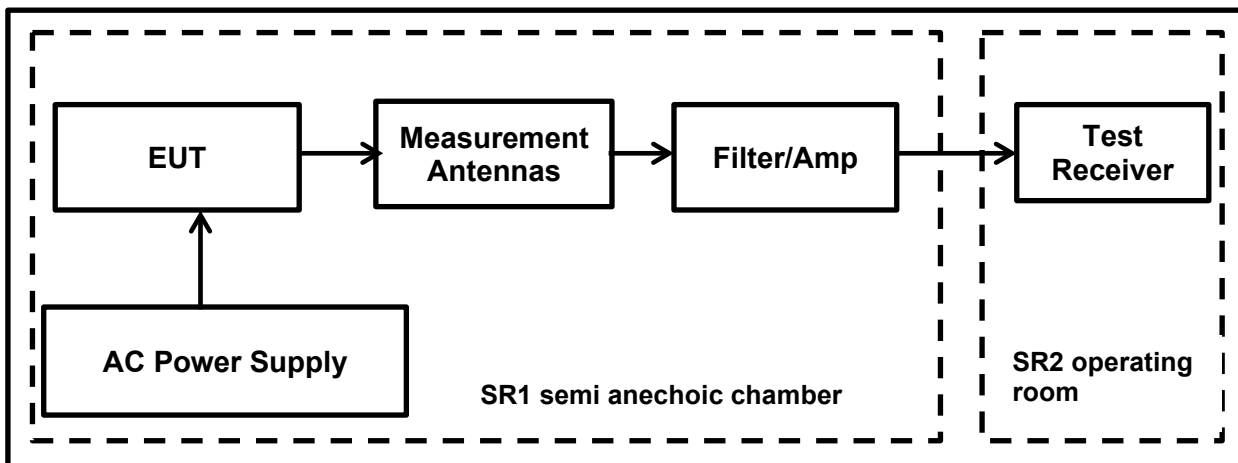 EUT
Measurement
Antennas
Filter/Amp
Test
Receiver
AC Power Supply
SR1 semi anechoic chamber
SR2 operating
room